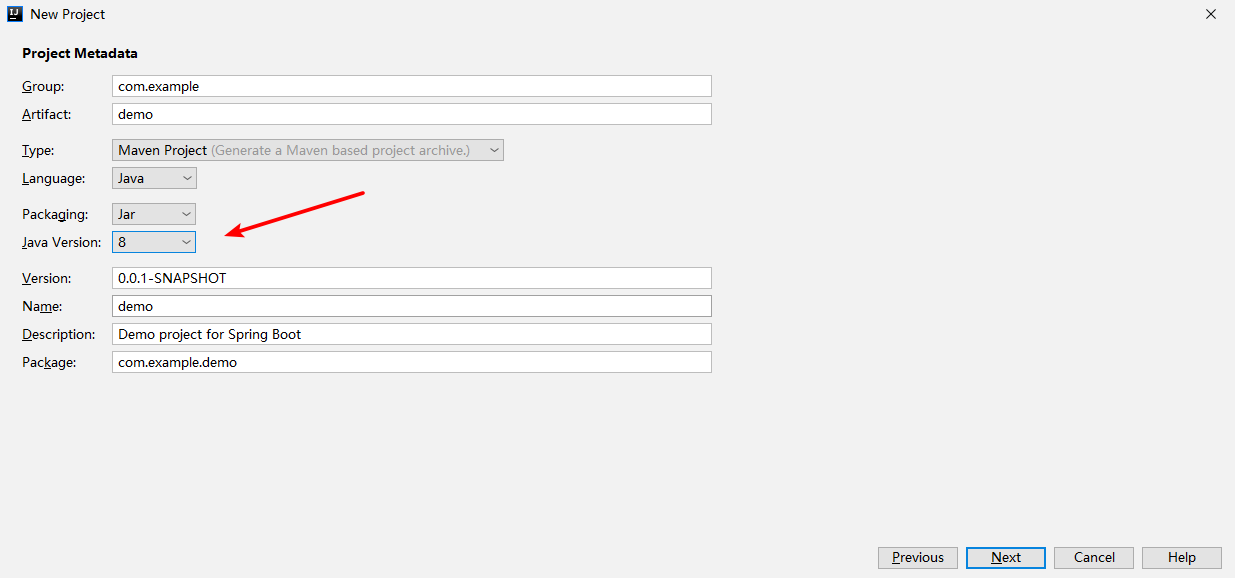 New Project
Project Metadata
Group: com.example
Artifact: demo
Type: Maven Project (Generate a Maven based project archive.)
Language: Java
Packaging: Jar
Java Version: 8
Version: 0.0.1-SNAPSHOT
Name: demo
Description: Demo project for Spring Boot
Package: com.example.demo
Previous Next Cancel Help